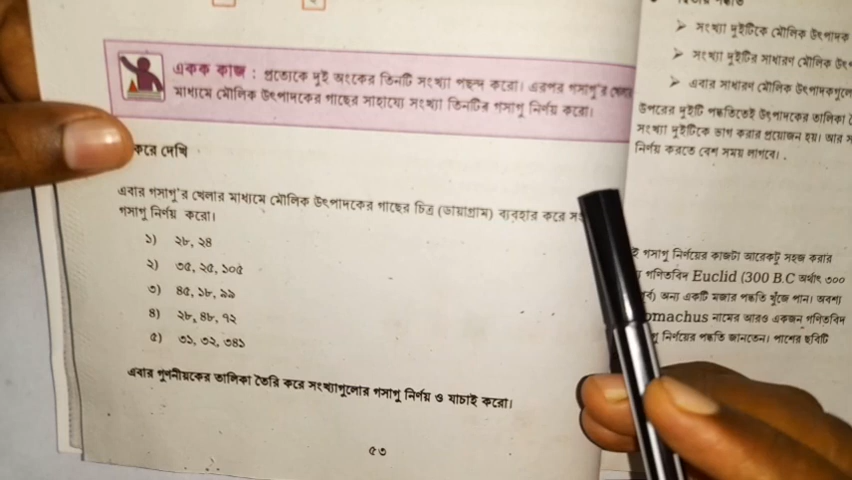 একক কাজ : প্রত্যেকে দুই অংকের তিনটি সংখ্যা পছন্দ করো। এরপর গসাগু'র খেলার
মাধ্যমে মৌলিক উৎপাদকের গাছের সাহায্যে সংখ্যা তিনটির গসাগু নির্ণয় করো।
করে দেখি
এবার গসাগু'র খেলার মাধ্যমে মৌলিক উৎপাদকের গাছের চিত্র (ডায়াগ্রাম) ব্যবহার করে
গসাগু নির্ণয় করো।
১) ২৮, ২৪
২) ৩৫, ২৫, ১০৫
৩) ৪৫, ১৮, ৯৯
৪) ২৮, ৪৮, ৭২
৫) ৩১, ৩২, ৩৪১
এবার গুণনীয়কের তালিকা তৈরি করে সংখ্যাগুলোর গসাগু নির্ণয় ও যাচাই করো।
৫৩
➤ সংখ্যা দুইটিকে মৌলিক উৎপাদক
➤ সংখ্যা দুইটির সাধারণ মৌলিক
➤ এবার সাধারণ মৌলিক
উপরের দুইটি পদ্ধতিতেই উৎপাদকের তালিকা
সংখ্যা দুইটিকে ভাগ করার প্রয়োজন হয়। আর
নির্ণয় করতে বেশ সময় লাগবে।
গসাগু নির্ণয়ের কাজটা আরেকটু সহজ করার
গণিতবিদ Euclid (300 B.C অর্থাৎ ৩০০
অন্য একটি মজার পদ্ধতি খুঁজে পান। অবশ্য
omachus নামের আরও একজন গণিতবিদ
নির্ণয়ের পদ্ধতি জানতেন। পাশের ছবিটি